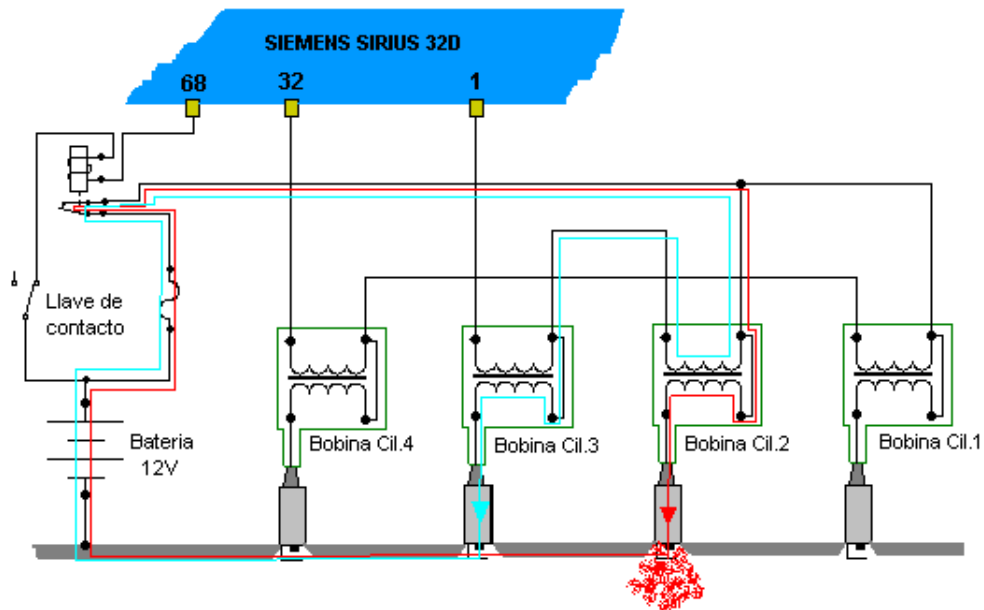 SIEMENS SIRIUS 32D
68 32 1
Llave de
contacto
Bateria
12V
Bobina Cil.4
Bobina Cil.3
Bobina Cil.2
Bobina Cil.1